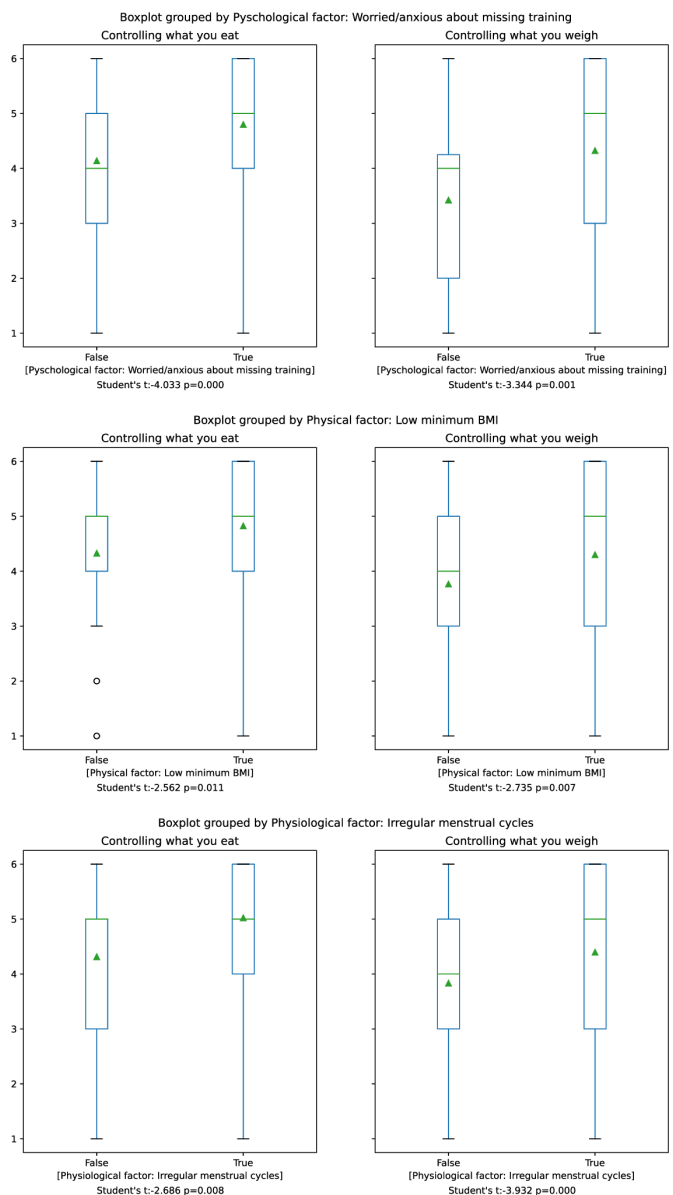 Boxplot grouped by Pyschological factor: Worried/anxious about missing training
Controlling what you eat
Controlling what you weigh
6
5
4
3
2
1
False
True
False
True
[Pyschological factor: Worried/anxious about missing training]
[Pyschological factor: Worried/anxious about missing training]
Student's t:-4.033 p=0.000
Student's t:-3.344 p=0.001
Boxplot grouped by Physical factor: Low minimum BMI
Controlling what you eat
Controlling what you weigh
6
5
4
3
2
1
False
True
False
True
[Physical factor: Low minimum BMI]
[Physical factor: Low minimum BMI]
Student's t:-2.562 p=0.011
Student's t:-2.735 p=0.007
Boxplot grouped by Physiological factor: Irregular menstrual cycles
Controlling what you eat
Controlling what you weigh
6
5
4
3
2
1
False
True
False
True
[Physiological factor: Irregular menstrual cycles]
[Physiological factor: Irregular menstrual cycles]
Student's t:-2.686 p=0.008
Student's t:-3.932 p=0.000